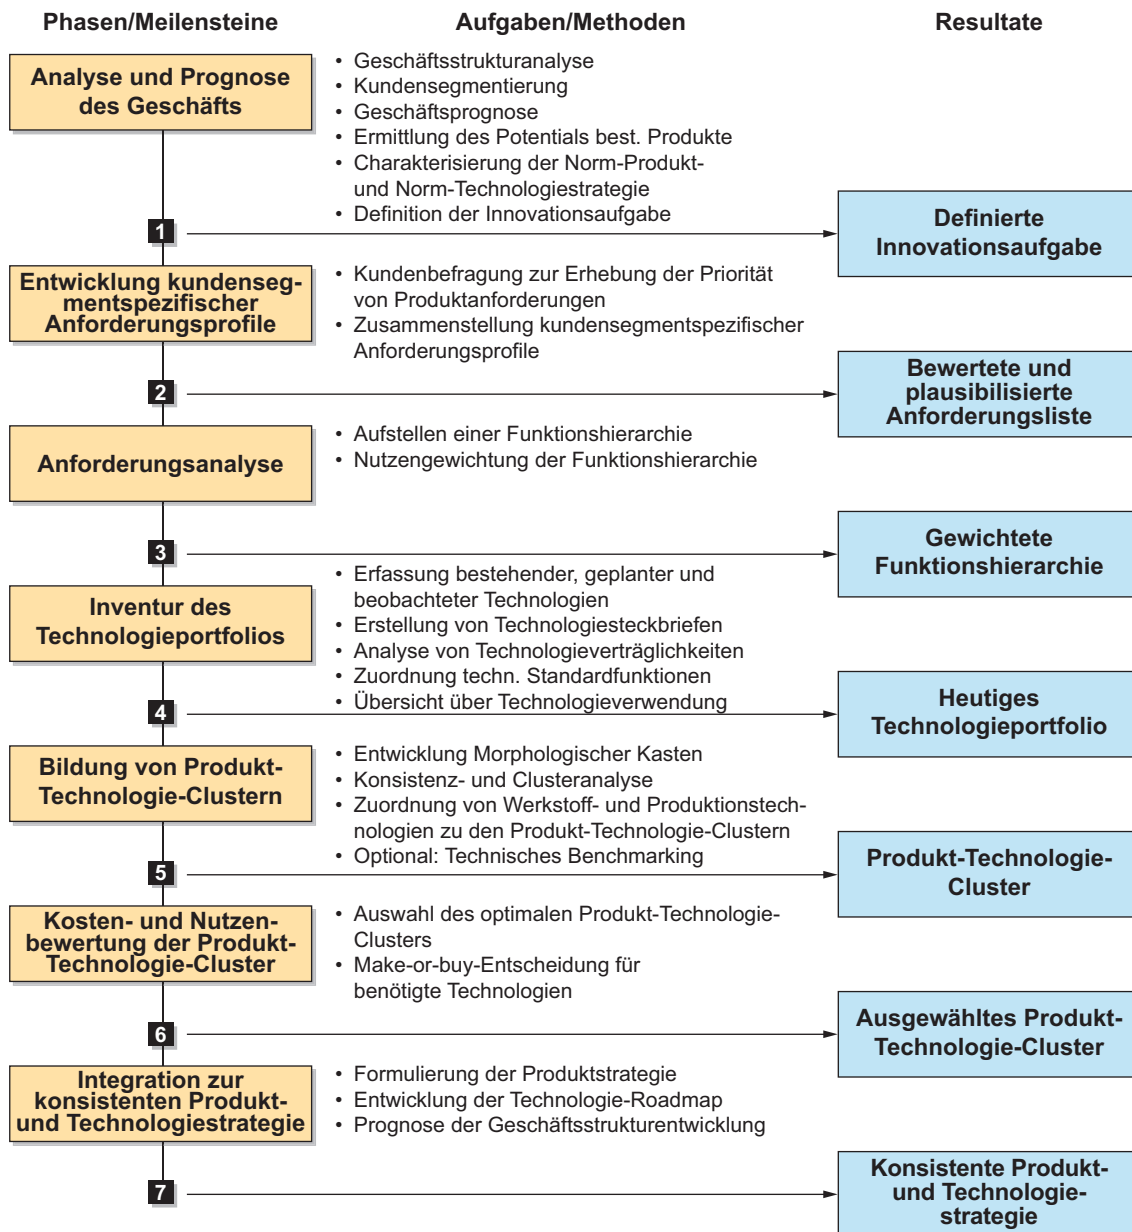 Phasen/Meilensteine
Aufgaben/Methoden
Resultate
Analyse und Prognose
des Geschäfts
• Geschäftsstrukturanalyse
• Kundensegmentierung
• Geschäftsprognose
• Ermittlung des Potentials best. Produkte
• Charakterisierung der Norm-Produkt-
und Norm-Technologiestrategie
• Definition der Innovationsaufgabe
1
Definierte
Innovationsaufgabe
Entwicklung kundenseg-
mentspezifischer
Anforderungsprofile
• Kundenbefragung zur Erhebung der Priorität
von Produktanforderungen
• Zusammenstellung kundensegmentspezifischer
Anforderungsprofile
2
Bewertete und
plausibilisierte
Anforderungsliste
Anforderungsanalyse
• Aufstellen einer Funktionshierarchie
• Nutzengewichtung der Funktionshierarchie
3
Gewichtete
Funktionshierarchie
Inventur des
Technologieportfolios
• Erfassung bestehender, geplanter und
beobachteter Technologien
• Erstellung von Technologiesteckbriefen
• Analyse von Technologieverträglichkeiten
• Zuordnung techn. Standardfunktionen
• Übersicht über Technologieverwendung
4
Heutiges
Technologieportfolio
Bildung von Produkt-
Technologie-Clustern
• Entwicklung Morphologischer Kasten
• Konsistenz- und Clusteranalyse
• Zuordnung von Werkstoff- und Produktionstech-
nologien zu den Produkt-Technologie-Clustern
• Optional: Technisches Benchmarking
5
Produkt-Technologie-
Cluster
Kosten- und Nutzen-
bewertung der Produkt-
Technologie-Cluster
• Auswahl des optimalen Produkt-Technologie-
Clusters
• Make-or-buy-Entscheidung für
benötigte Technologien
6
Ausgewähltes Produkt-
Technologie-Cluster
Integration zur
konsistenten Produkt-
und Technologiestrategie
• Formulierung der Produktstrategie
• Entwicklung der Technologie-Roadmap
• Prognose der Geschäftsstrukturentwicklung
7
Konsistente Produkt-
und Technologie-
strategie